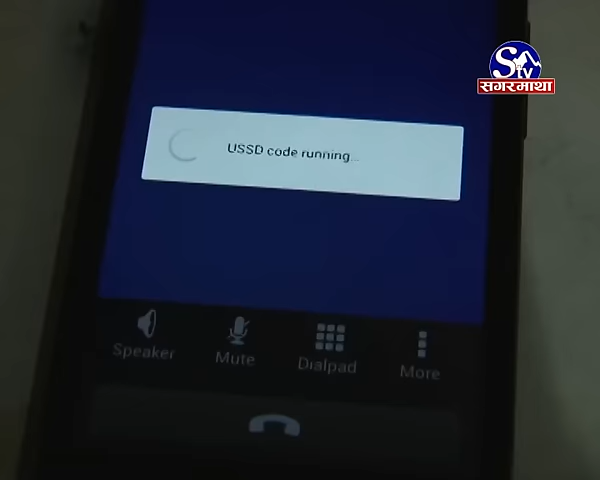 S
tv
सगरमाथा
USSD code running...
Speaker
Mute
Dialpad
More